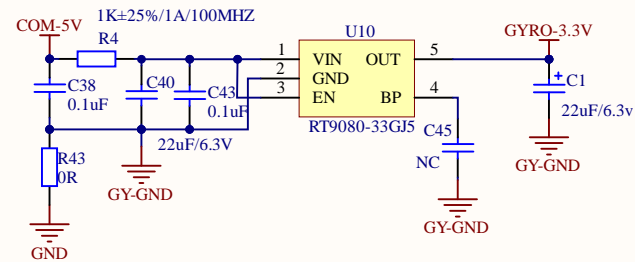 1K±25%/1A/100MHZ
COM-5V
U10
GYRO-3.3V
R4
1 VIN OUT 5
2 GND
3 EN BP 4
C38
0.1uF
C40
C43
0.1uF
22uF/6.3V
RT9080-33GJ5
C1
22uF/6.3v
C45
NC
R43
0R
GY-GND
GY-GND
GY-GND
GND